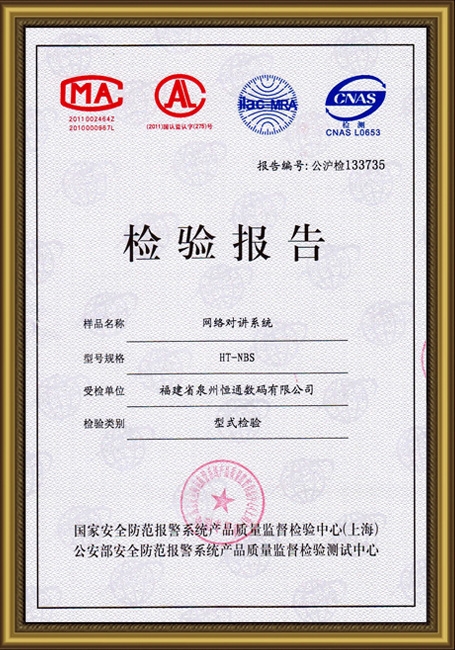 MA
2011002464Z
2010000967L
AL
(2011)国认监认字(275)号
ilac-MRA
CNAS
检测
CNAS L0653
报告编号: 公沪检133735
检验报告
样品名称 网络对讲系统
型号规格 HT-NBS
受检单位 福建省泉州恒通数码有限公司
检验类别 型式检验
国家安全防范报警系统产品质量监督检验中心(上海)
公安部安全防范报警系统产品质量监督检验测试中心